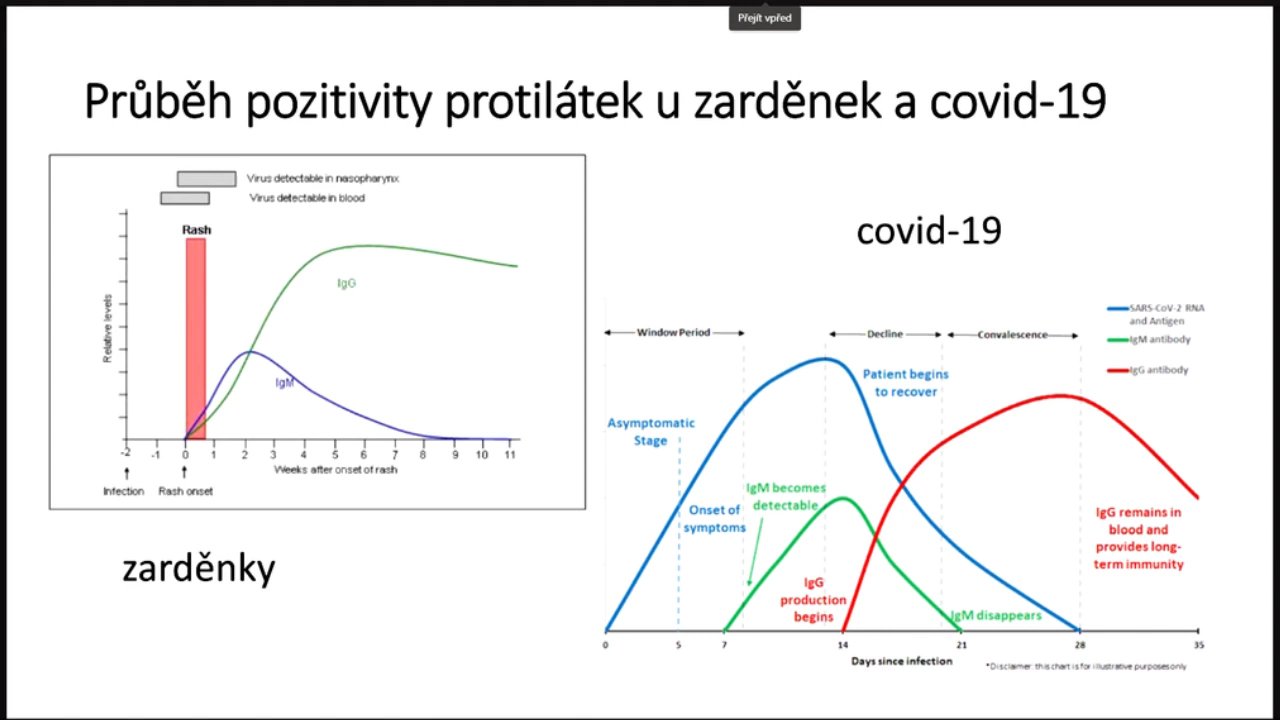 Přejít vpřed
Průběh pozitivity protilátek u zarděnek a covid-19
Virus detectable in nasopharynx
Virus detectable in blood
Rash
IgG
IgM
Relative levels
-2 -1 0 1 2 3 4 5 6 7 8 9 10 11
Weeks after onset of rash
Infection
Rash onset
zarděnky
covid-19
SARS-CoV-2 RNA
and Antigen
IgM antibody
IgG antibody
Window Period
Decline
Convalescence
Patient begins
to recover
Asymptomatic
Stage
Onset of
symptoms
IgM becomes
detectable
IgG
production
begins
IgM disappears
IgG remains in
blood and
provides long-
term immunity
0 5 7 14 21 28 35
Days since infection
*Disclaimer: this chart is for illustrative purposes only